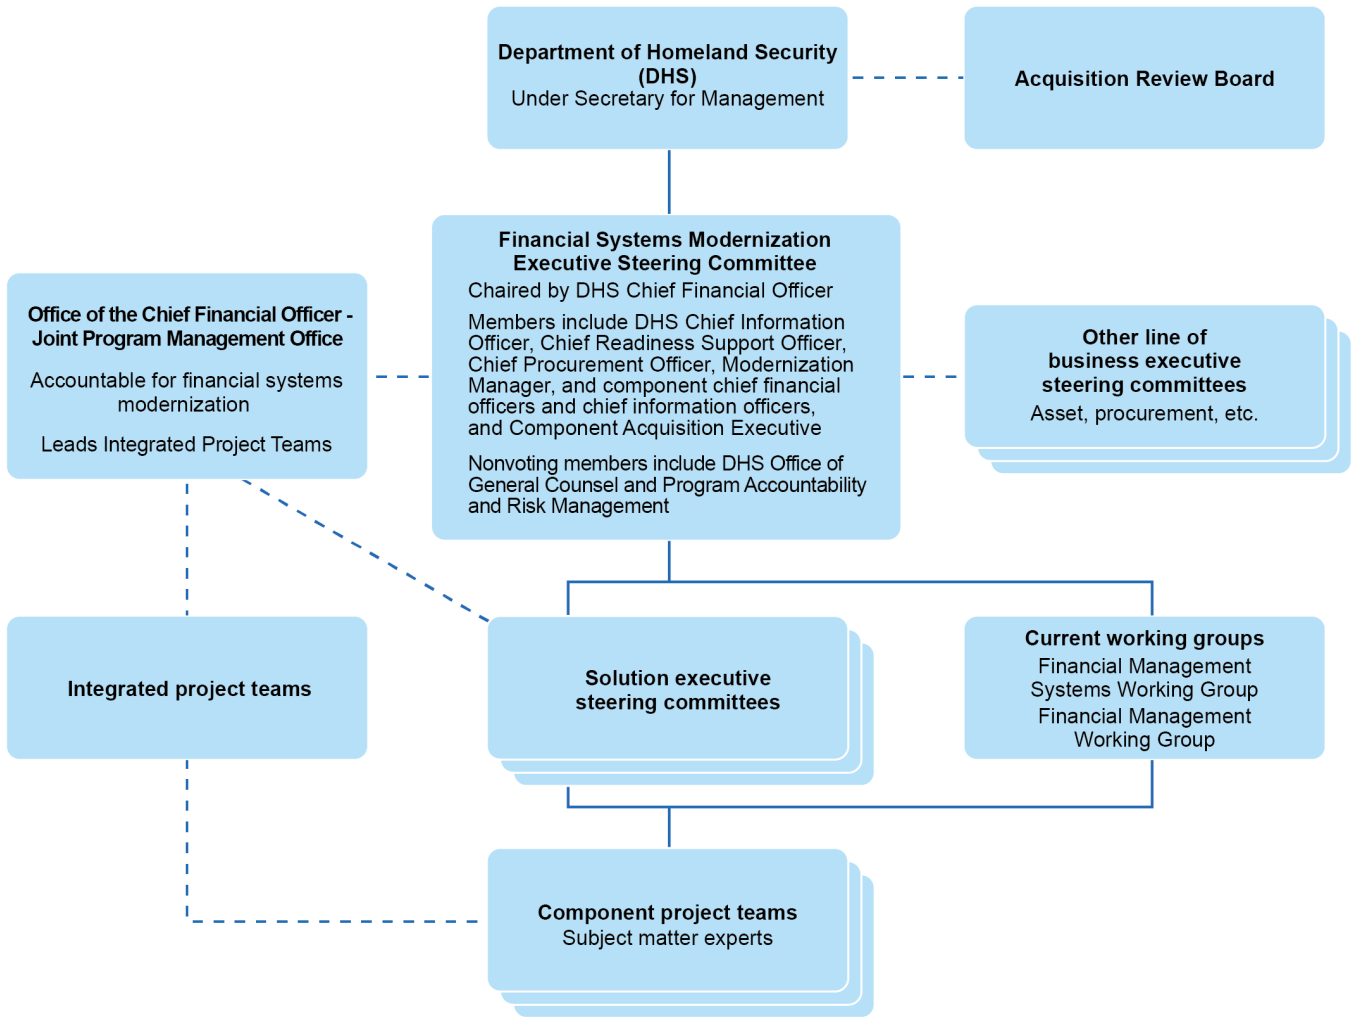 Department of Homeland Security
(DHS)
Under Secretary for Management
Acquisition Review Board
Financial Systems Modernization
Executive Steering Committee
Chaired by DHS Chief Financial Officer
Members include DHS Chief Information
Officer, Chief Readiness Support Officer,
Chief Procurement Officer, Modernization
Manager, and component chief financial
officers and chief information officers,
and Component Acquisition Executive
Nonvoting members include DHS Office of
General Counsel and Program Accountability
and Risk Management
Office of the Chief Financial Officer -
Joint Program Management Office
Accountable for financial systems
modernization
Leads Integrated Project Teams
Other line of
business executive
steering committees
Asset, procurement, etc.
Integrated project teams
Solution executive
steering committees
Current working groups
Financial Management
Systems Working Group
Financial Management
Working Group
Component project teams
Subject matter experts